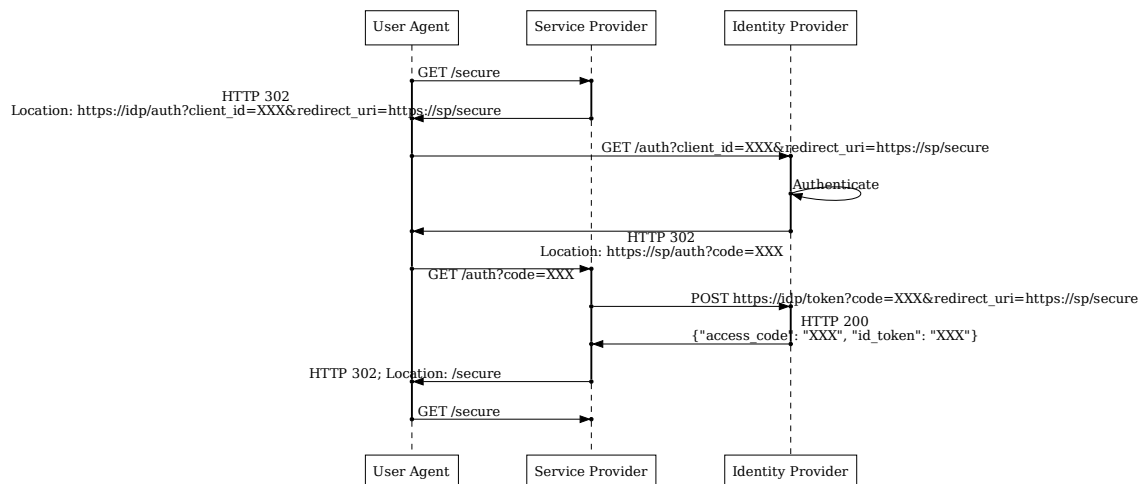 User Agent
Service Provider
Identity Provider
GET /secure
HTTP 302
Location: https://idp/auth?client_id=XXX&redirect_uri=https://sp/secure
GET /auth?client_id=XXX&redirect_uri=https://sp/secure
Authenticate
HTTP 302
Location: https://sp/auth?code=XXX
GET /auth?code=XXX
POST https://idp/token?code=XXX&redirect_uri=https://sp/secure
HTTP 200
{"access_code": "XXX", "id_token": "XXX"}
HTTP 302; Location: /secure
GET /secure
User Agent
Service Provider
Identity Provider